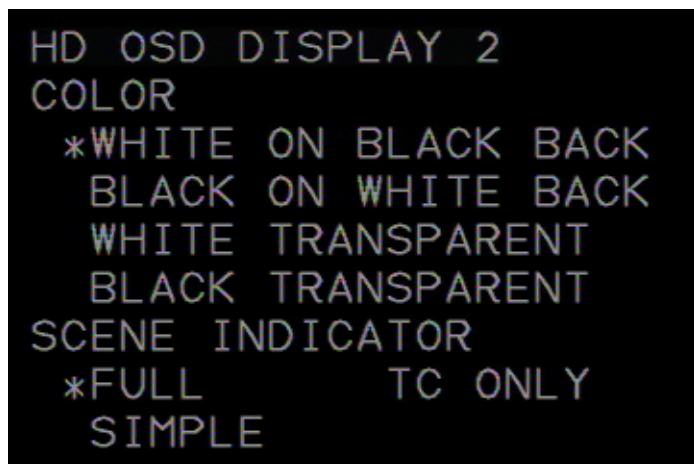 HD OSD DISPLAY 2
COLOR
*WHITE ON BLACK BACK
BLACK ON WHITE BACK
WHITE TRANSPARENT
BLACK TRANSPARENT
SCENE INDICATOR
*FULL TC ONLY
SIMPLE